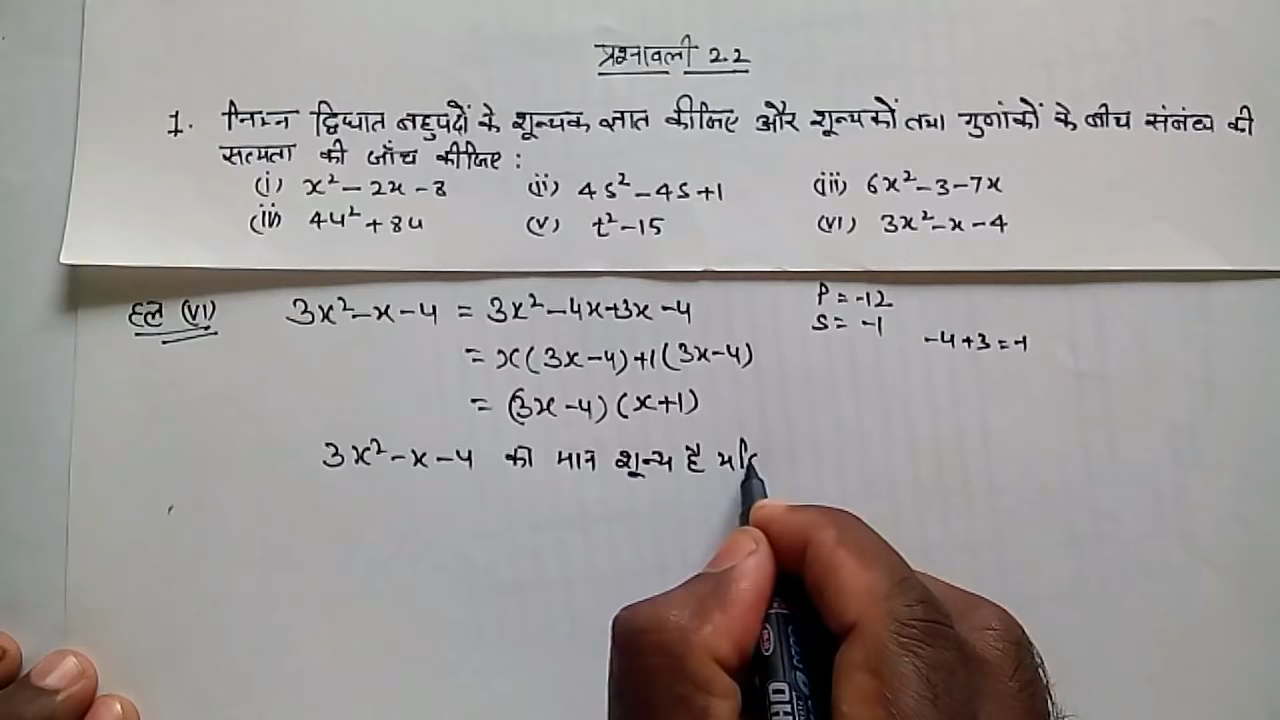 प्रश्नावली 2.2
1. निम्न द्विघात बहुपदों के शून्यक ज्ञात कीजिए और शून्यकों तथा गुणांकों के बीच संबंध की
सत्यता की जाँच कीजिए :
(i) x² - 2x - 8 (ii) 4s² - 4s + 1 (iii) 6x² - 3 - 7x
(iv) 4u² + 8u (v) t² - 15 (vi) 3x² - x - 4
हल (vi) 3x² - x - 4 = 3x² - 4x + 3x - 4 P = -12
S = -1
-4 + 3 = -1
= x(3x - 4) + 1(3x - 4)
= (3x - 4) (x + 1)
3x² - x - 4 का मान शून्य है
HD